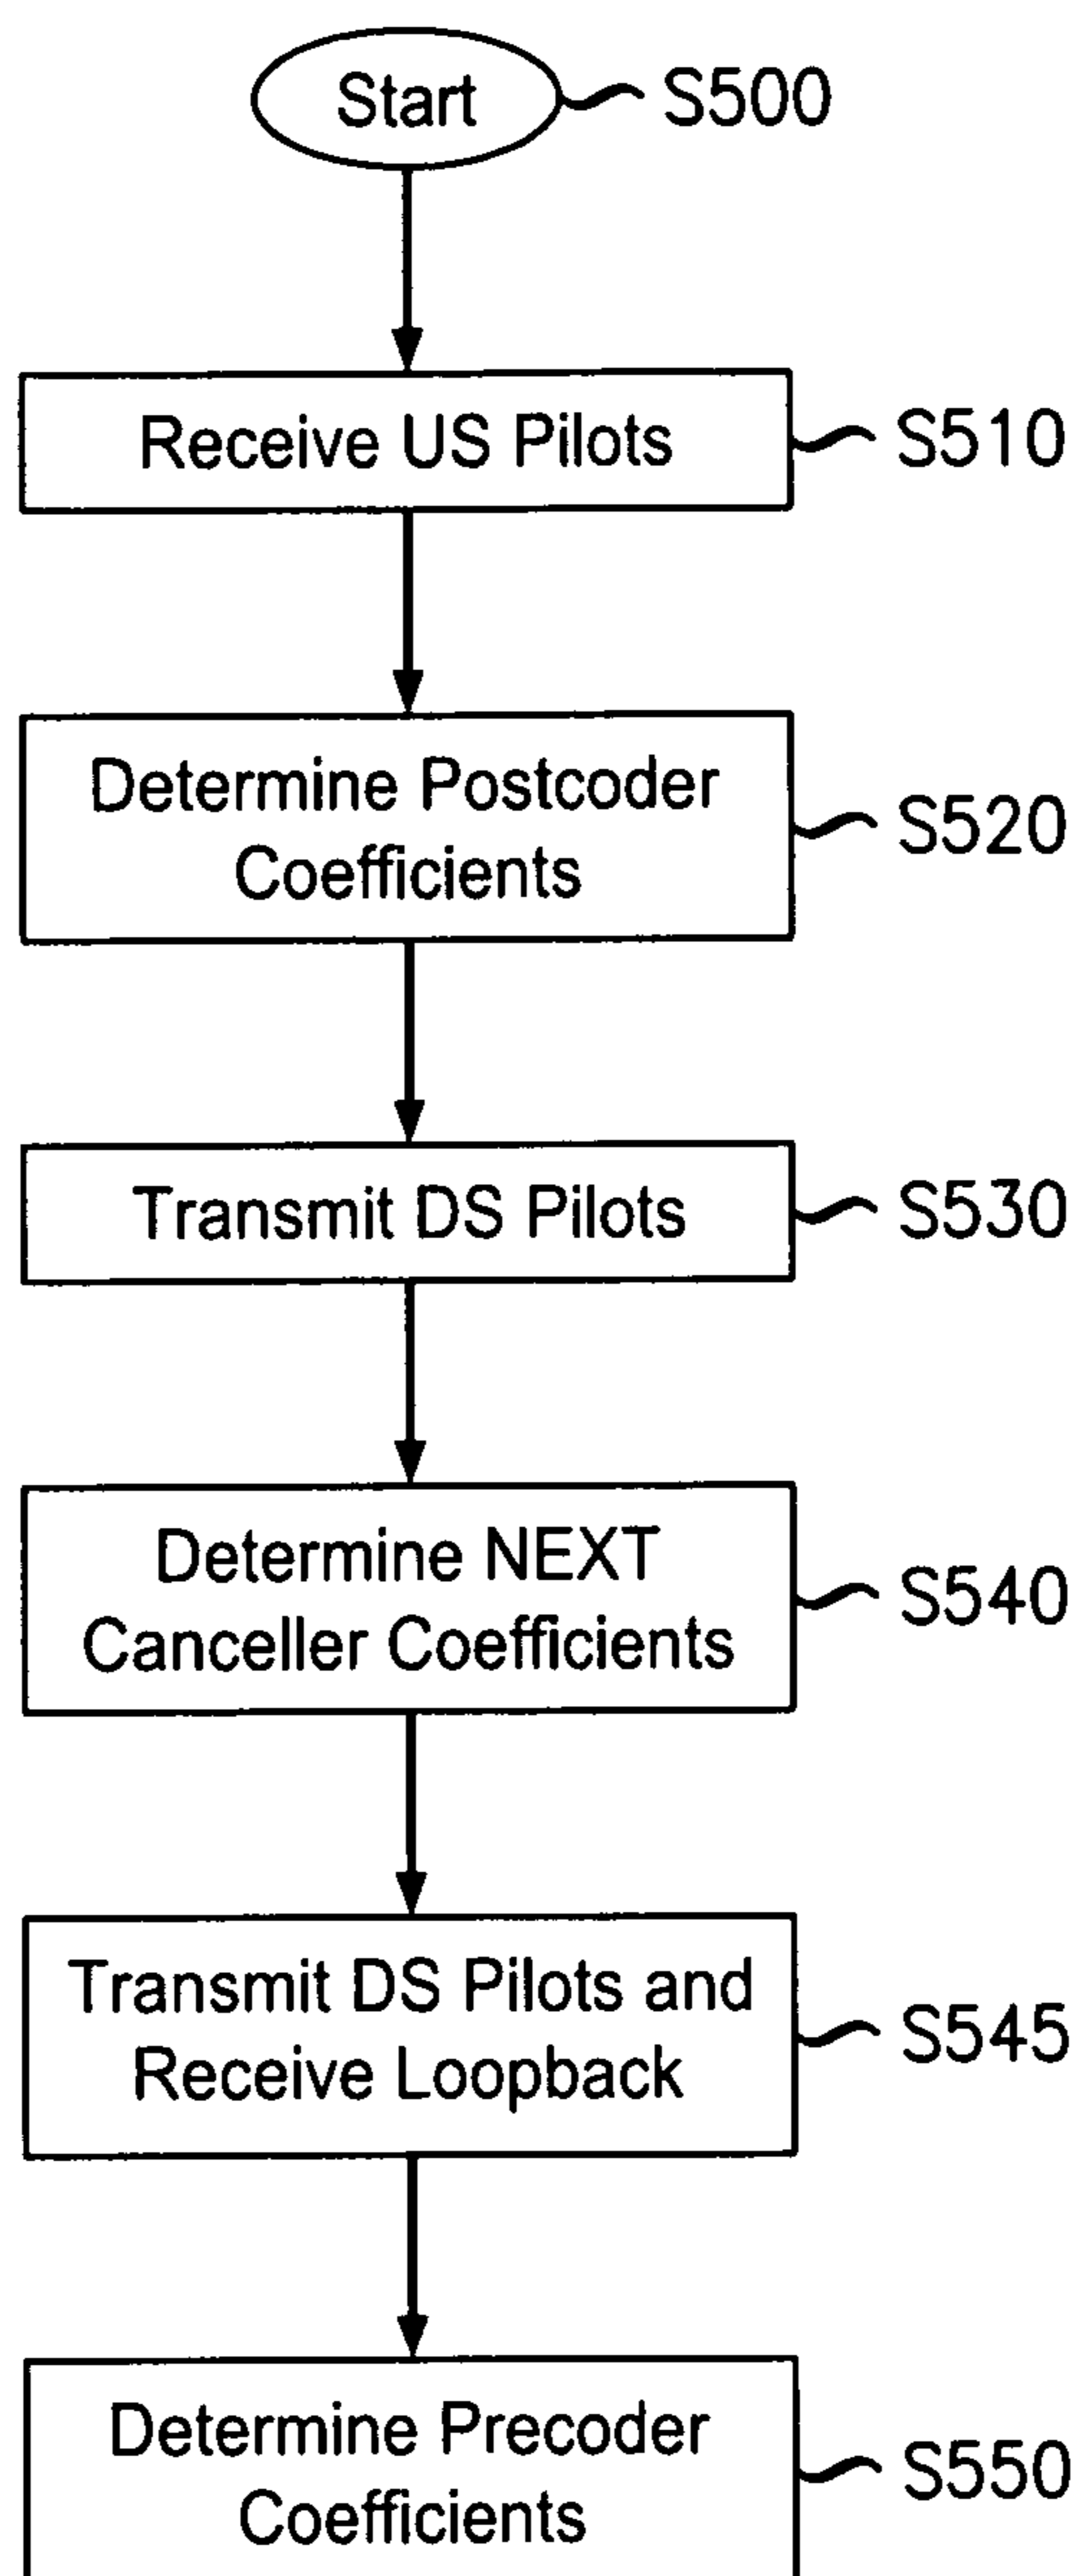 Start
S500
Receive US Pilots
S510
Determine Postcoder
Coefficients
S520
Transmit DS Pilots
S530
Determine NEXT
Canceller Coefficients
S540
Transmit DS Pilots and
Receive Loopback
S545
Determine Precoder
Coefficients
S550